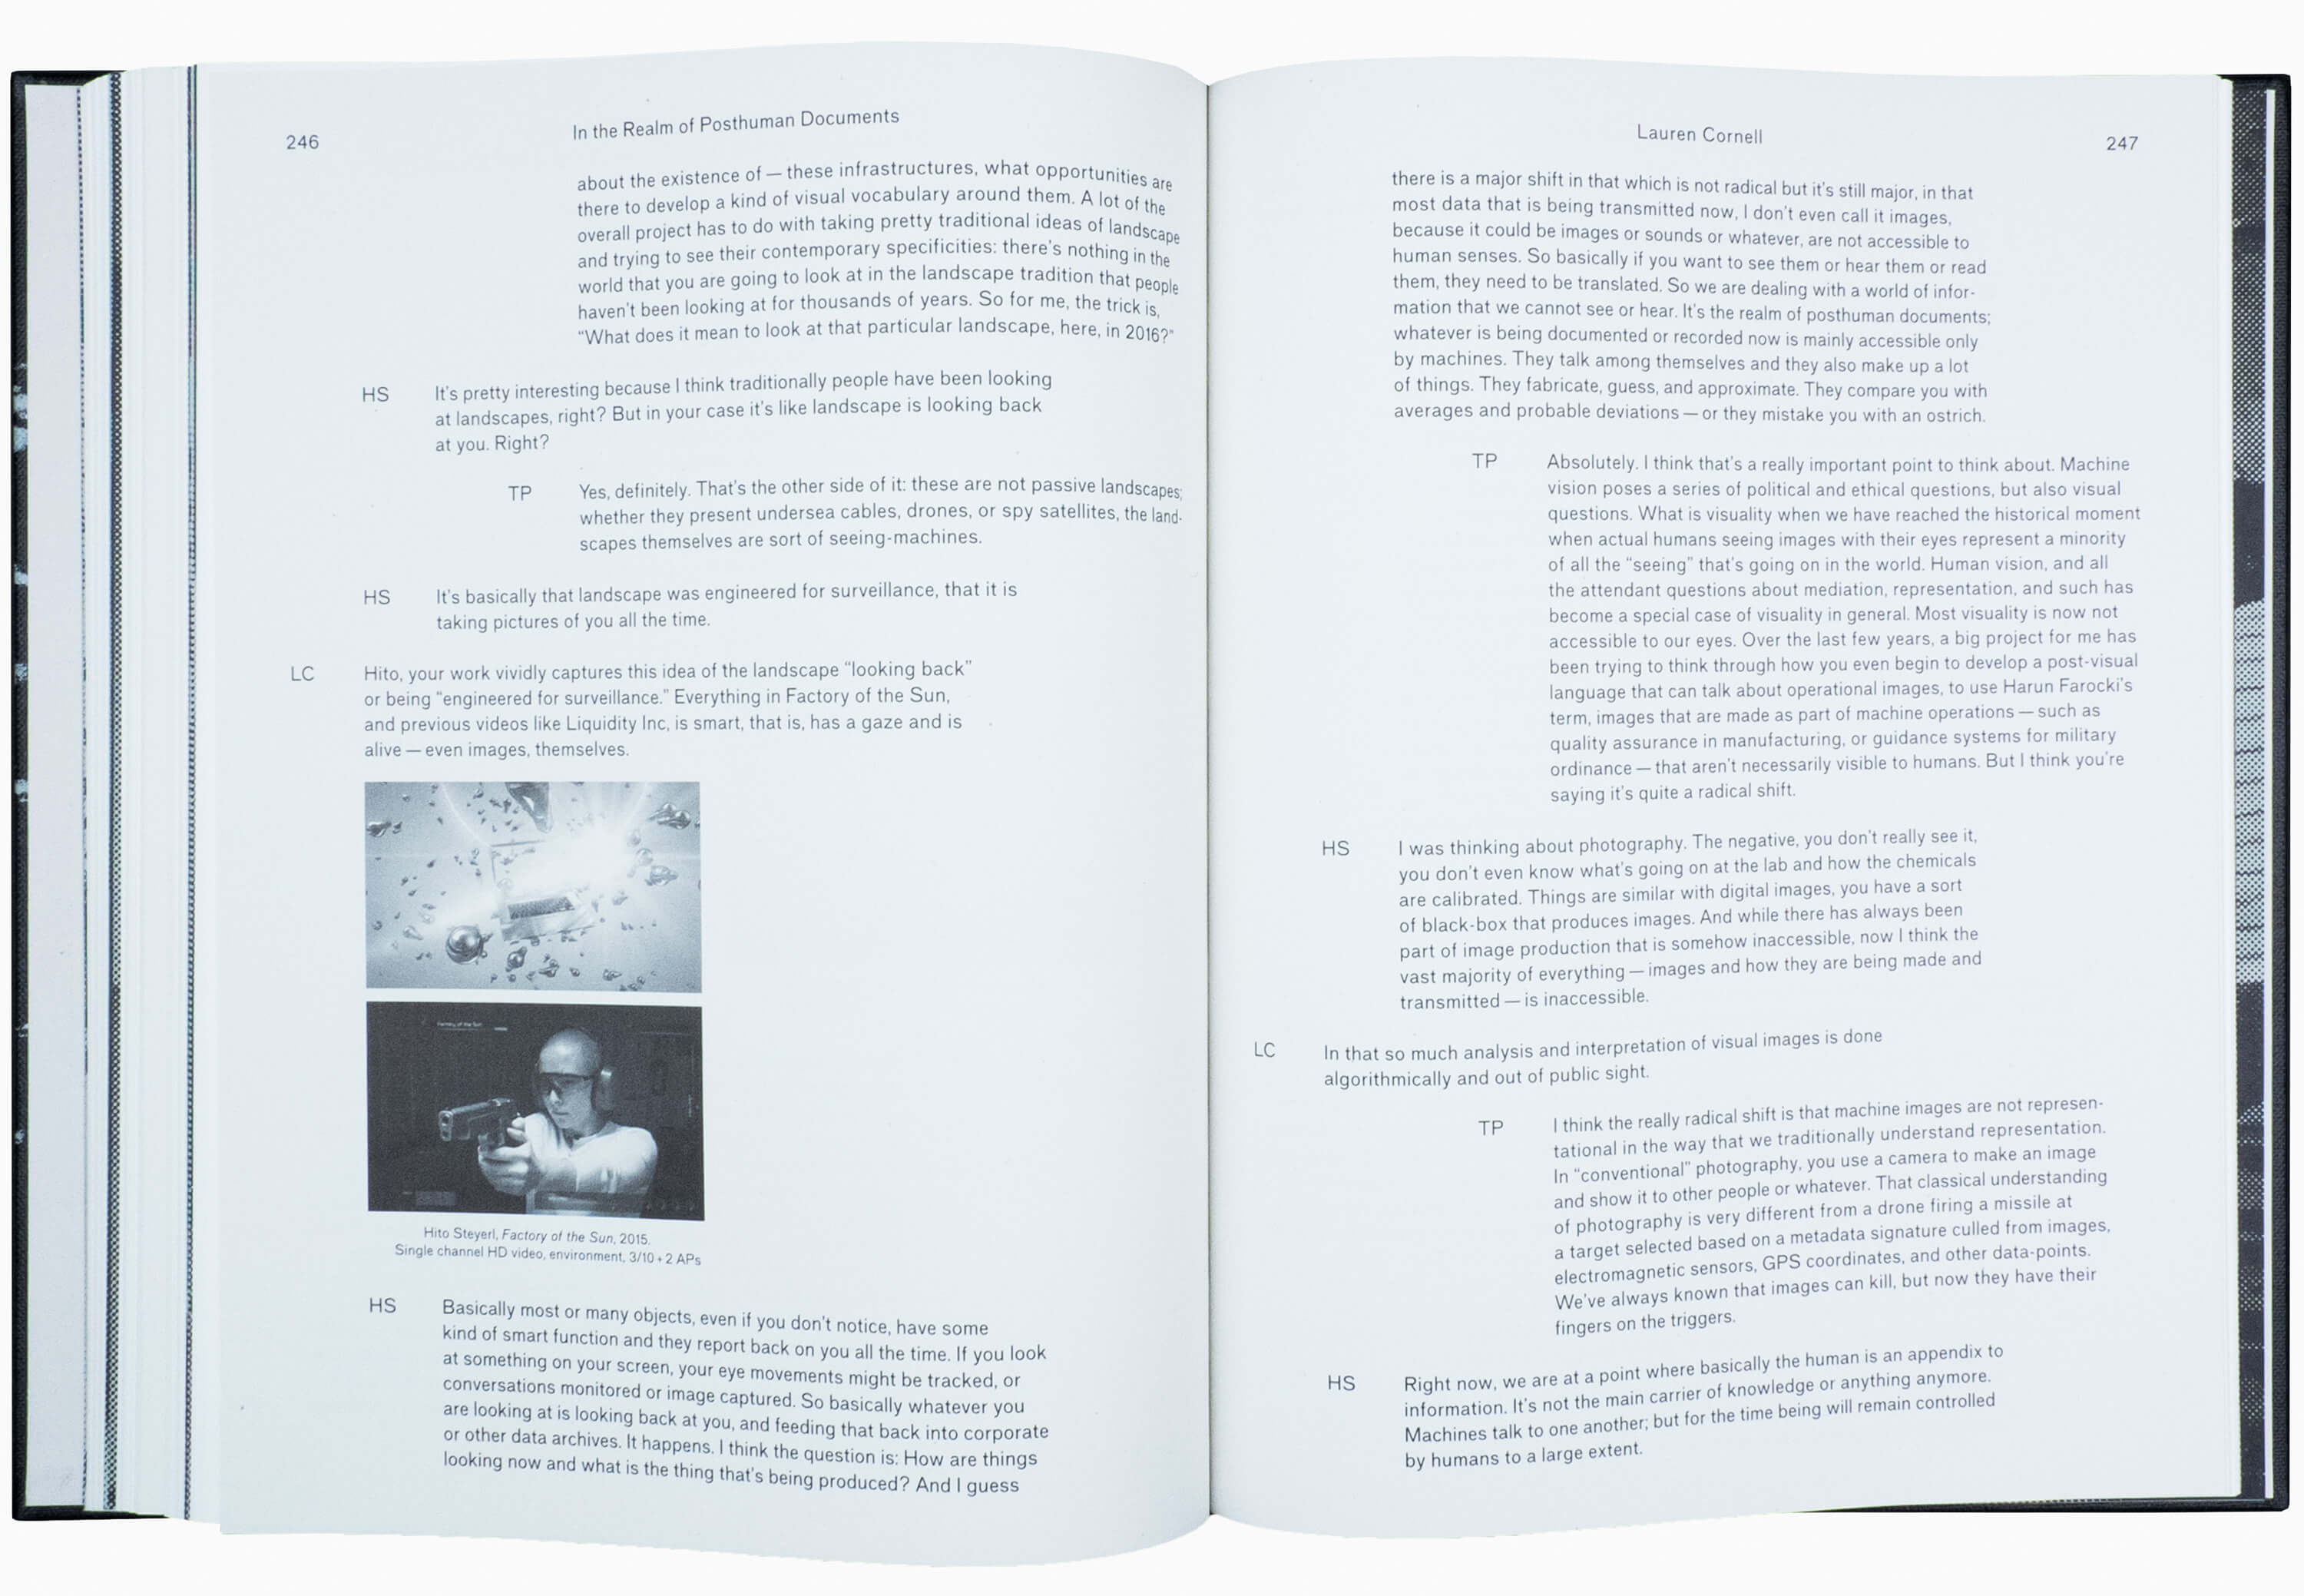 246
In the Realm of Posthuman Documents
about the existence of — these infrastructures, what opportunities are
there to develop a kind of visual vocabulary around them. A lot of the
overall project has to do with taking pretty traditional ideas of landscape
and trying to see their contemporary specificities: there's nothing in the
world that you are going to look at in the landscape tradition that people
haven't been looking at for thousands of years. So for me, the trick is,
“What does it mean to look at that particular landscape, here, in 2016?”
HS It's pretty interesting because I think traditionally people have been looking
at landscapes, right? But in your case it's like landscape is looking back
at you. Right?
TP Yes, definitely. That's the other side of it: these are not passive landscapes;
whether they present undersea cables, drones, or spy satellites, the land-
scapes themselves are sort of seeing-machines.
HS It's basically that landscape was engineered for surveillance, that it is
taking pictures of you all the time.
LC Hito, your work vividly captures this idea of the landscape “looking back”
or being “engineered for surveillance.” Everything in Factory of the Sun,
and previous videos like Liquidity Inc, is smart, that is, has a gaze and is
alive — even images, themselves.
Factory of the Sun
Hito Steyerl, Factory of the Sun, 2015.
Single channel HD video, environment, 3/10 + 2 APs
HS Basically most or many objects, even if you don't notice, have some
kind of smart function and they report back on you all the time. If you look
at something on your screen, your eye movements might be tracked, or
conversations monitored or image captured. So basically whatever you
are looking at is looking back at you, and feeding that back into corporate
or other data archives. It happens. I think the question is: How are things
looking now and what is the thing that's being produced? And I guess
Lauren Cornell
247
there is a major shift in that which is not radical but it's still major, in that
most data that is being transmitted now, I don't even call it images,
because it could be images or sounds or whatever, are not accessible to
human senses. So basically if you want to see them or hear them or read
them, they need to be translated. So we are dealing with a world of infor-
mation that we cannot see or hear. It's the realm of posthuman documents;
whatever is being documented or recorded now is mainly accessible only
by machines. They talk among themselves and they also make up a lot
of things. They fabricate, guess, and approximate. They compare you with
averages and probable deviations — or they mistake you with an ostrich.
TP Absolutely. I think that's a really important point to think about. Machine
vision poses a series of political and ethical questions, but also visual
questions. What is visuality when we have reached the historical moment
when actual humans seeing images with their eyes represent a minority
of all the “seeing” that's going on in the world. Human vision, and all
the attendant questions about mediation, representation, and such has
become a special case of visuality in general. Most visuality is now not
accessible to our eyes. Over the last few years, a big project for me has
been trying to think through how you even begin to develop a post-visual
language that can talk about operational images, to use Harun Farocki's
term, images that are made as part of machine operations — such as
quality assurance in manufacturing, or guidance systems for military
ordinance — that aren't necessarily visible to humans. But I think you're
saying it's quite a radical shift.
HS I was thinking about photography. The negative, you don't really see it,
you don't even know what's going on at the lab and how the chemicals
are calibrated. Things are similar with digital images, you have a sort
of black-box that produces images. And while there has always been
part of image production that is somehow inaccessible, now I think the
vast majority of everything — images and how they are being made and
transmitted — is inaccessible.
LC In that so much analysis and interpretation of visual images is done
algorithmically and out of public sight.
TP I think the really radical shift is that machine images are not represen-
tational in the way that we traditionally understand representation.
In “conventional” photography, you use a camera to make an image
and show it to other people or whatever. That classical understanding
of photography is very different from a drone firing a missile at
a target selected based on a metadata signature culled from images,
electromagnetic sensors, GPS coordinates, and other data-points.
We've always known that images can kill, but now they have their
fingers on the triggers.
HS Right now, we are at a point where basically the human is an appendix to
information. It's not the main carrier of knowledge or anything anymore.
Machines talk to one another; but for the time being will remain controlled
by humans to a large extent.